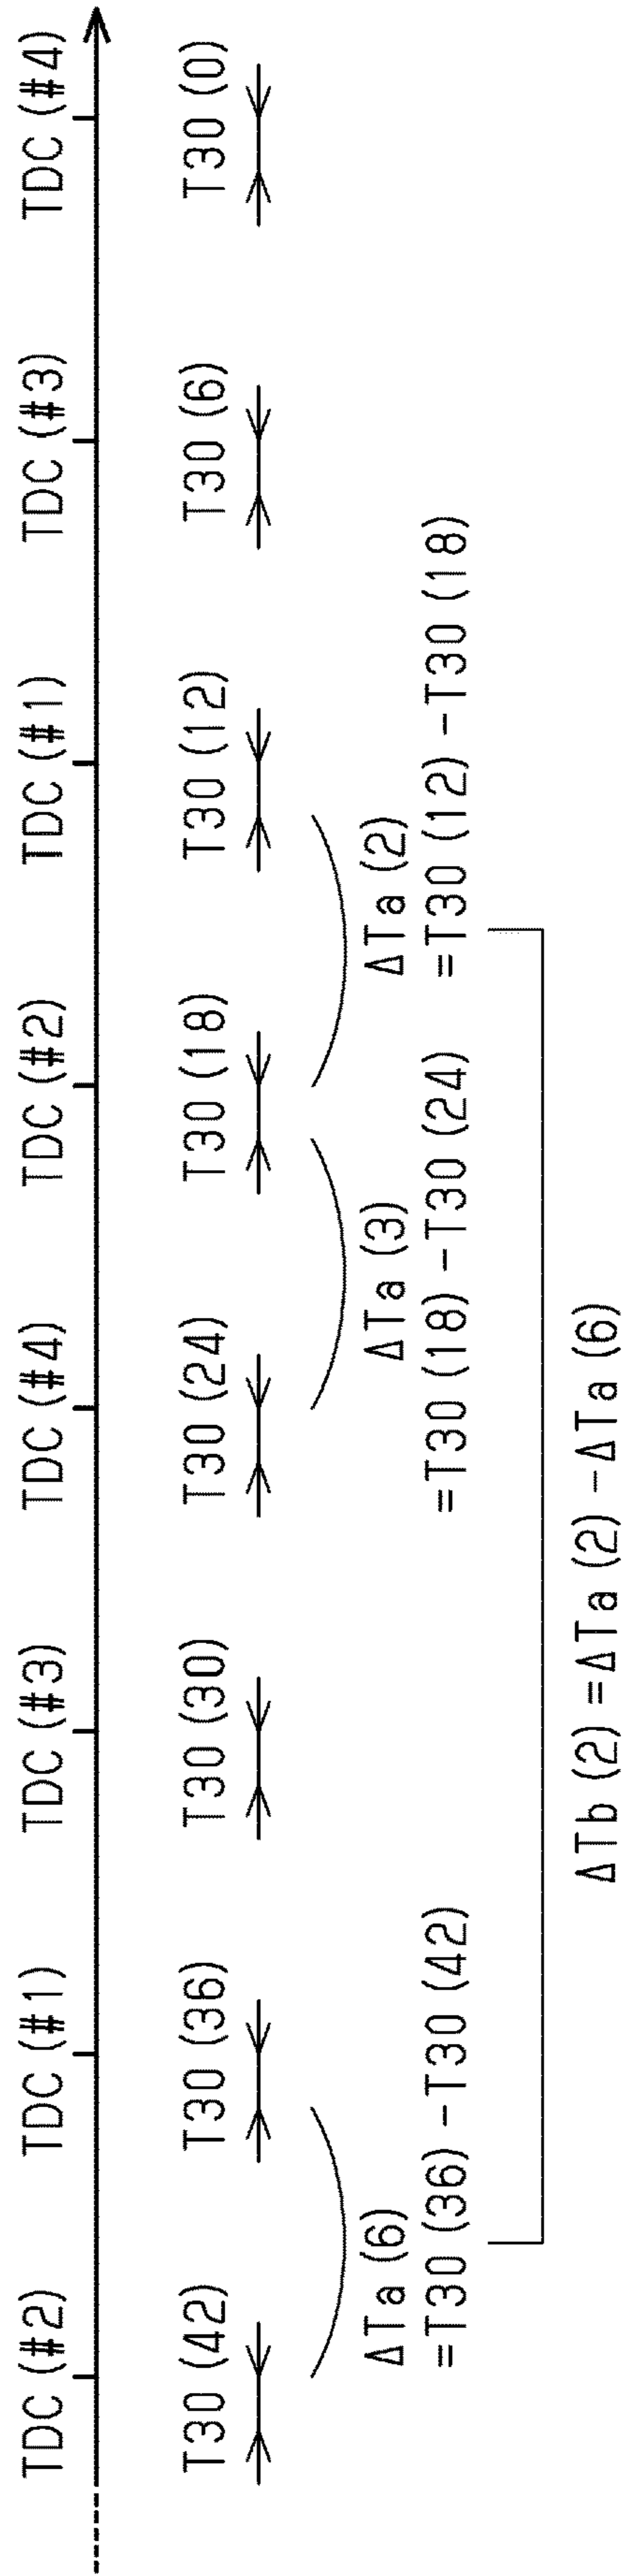 TDC (#2) TDC (#1) TDC (#3) TDC (#4) TDC (#2) TDC (#1) TDC (#3) TDC (#4)
T30 (42) T30 (36) T30 (30) T30 (24) T30 (18) T30 (12) T30 (6) T30 (0)
ΔTa (6) ΔTa (3) ΔTa (2)
=T30 (36) −T30 (42) =T30 (18) −T30 (24) =T30 (12) −T30 (18)
ΔTb (2) =ΔTa (2) −ΔTa (6)